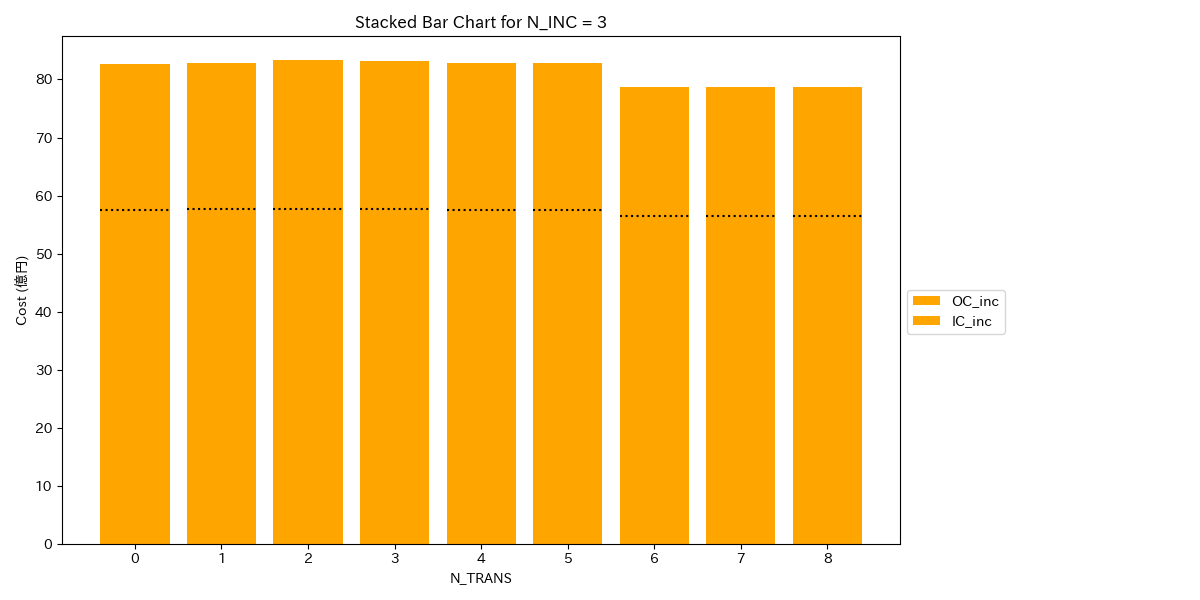 Stacked Bar Chart for N_INC = 3
Cost (億円)
80
70
60
50
40
30
20
10
0
0 1 2 3 4 5 6 7 8
N_TRANS
OC_inc
IC_inc